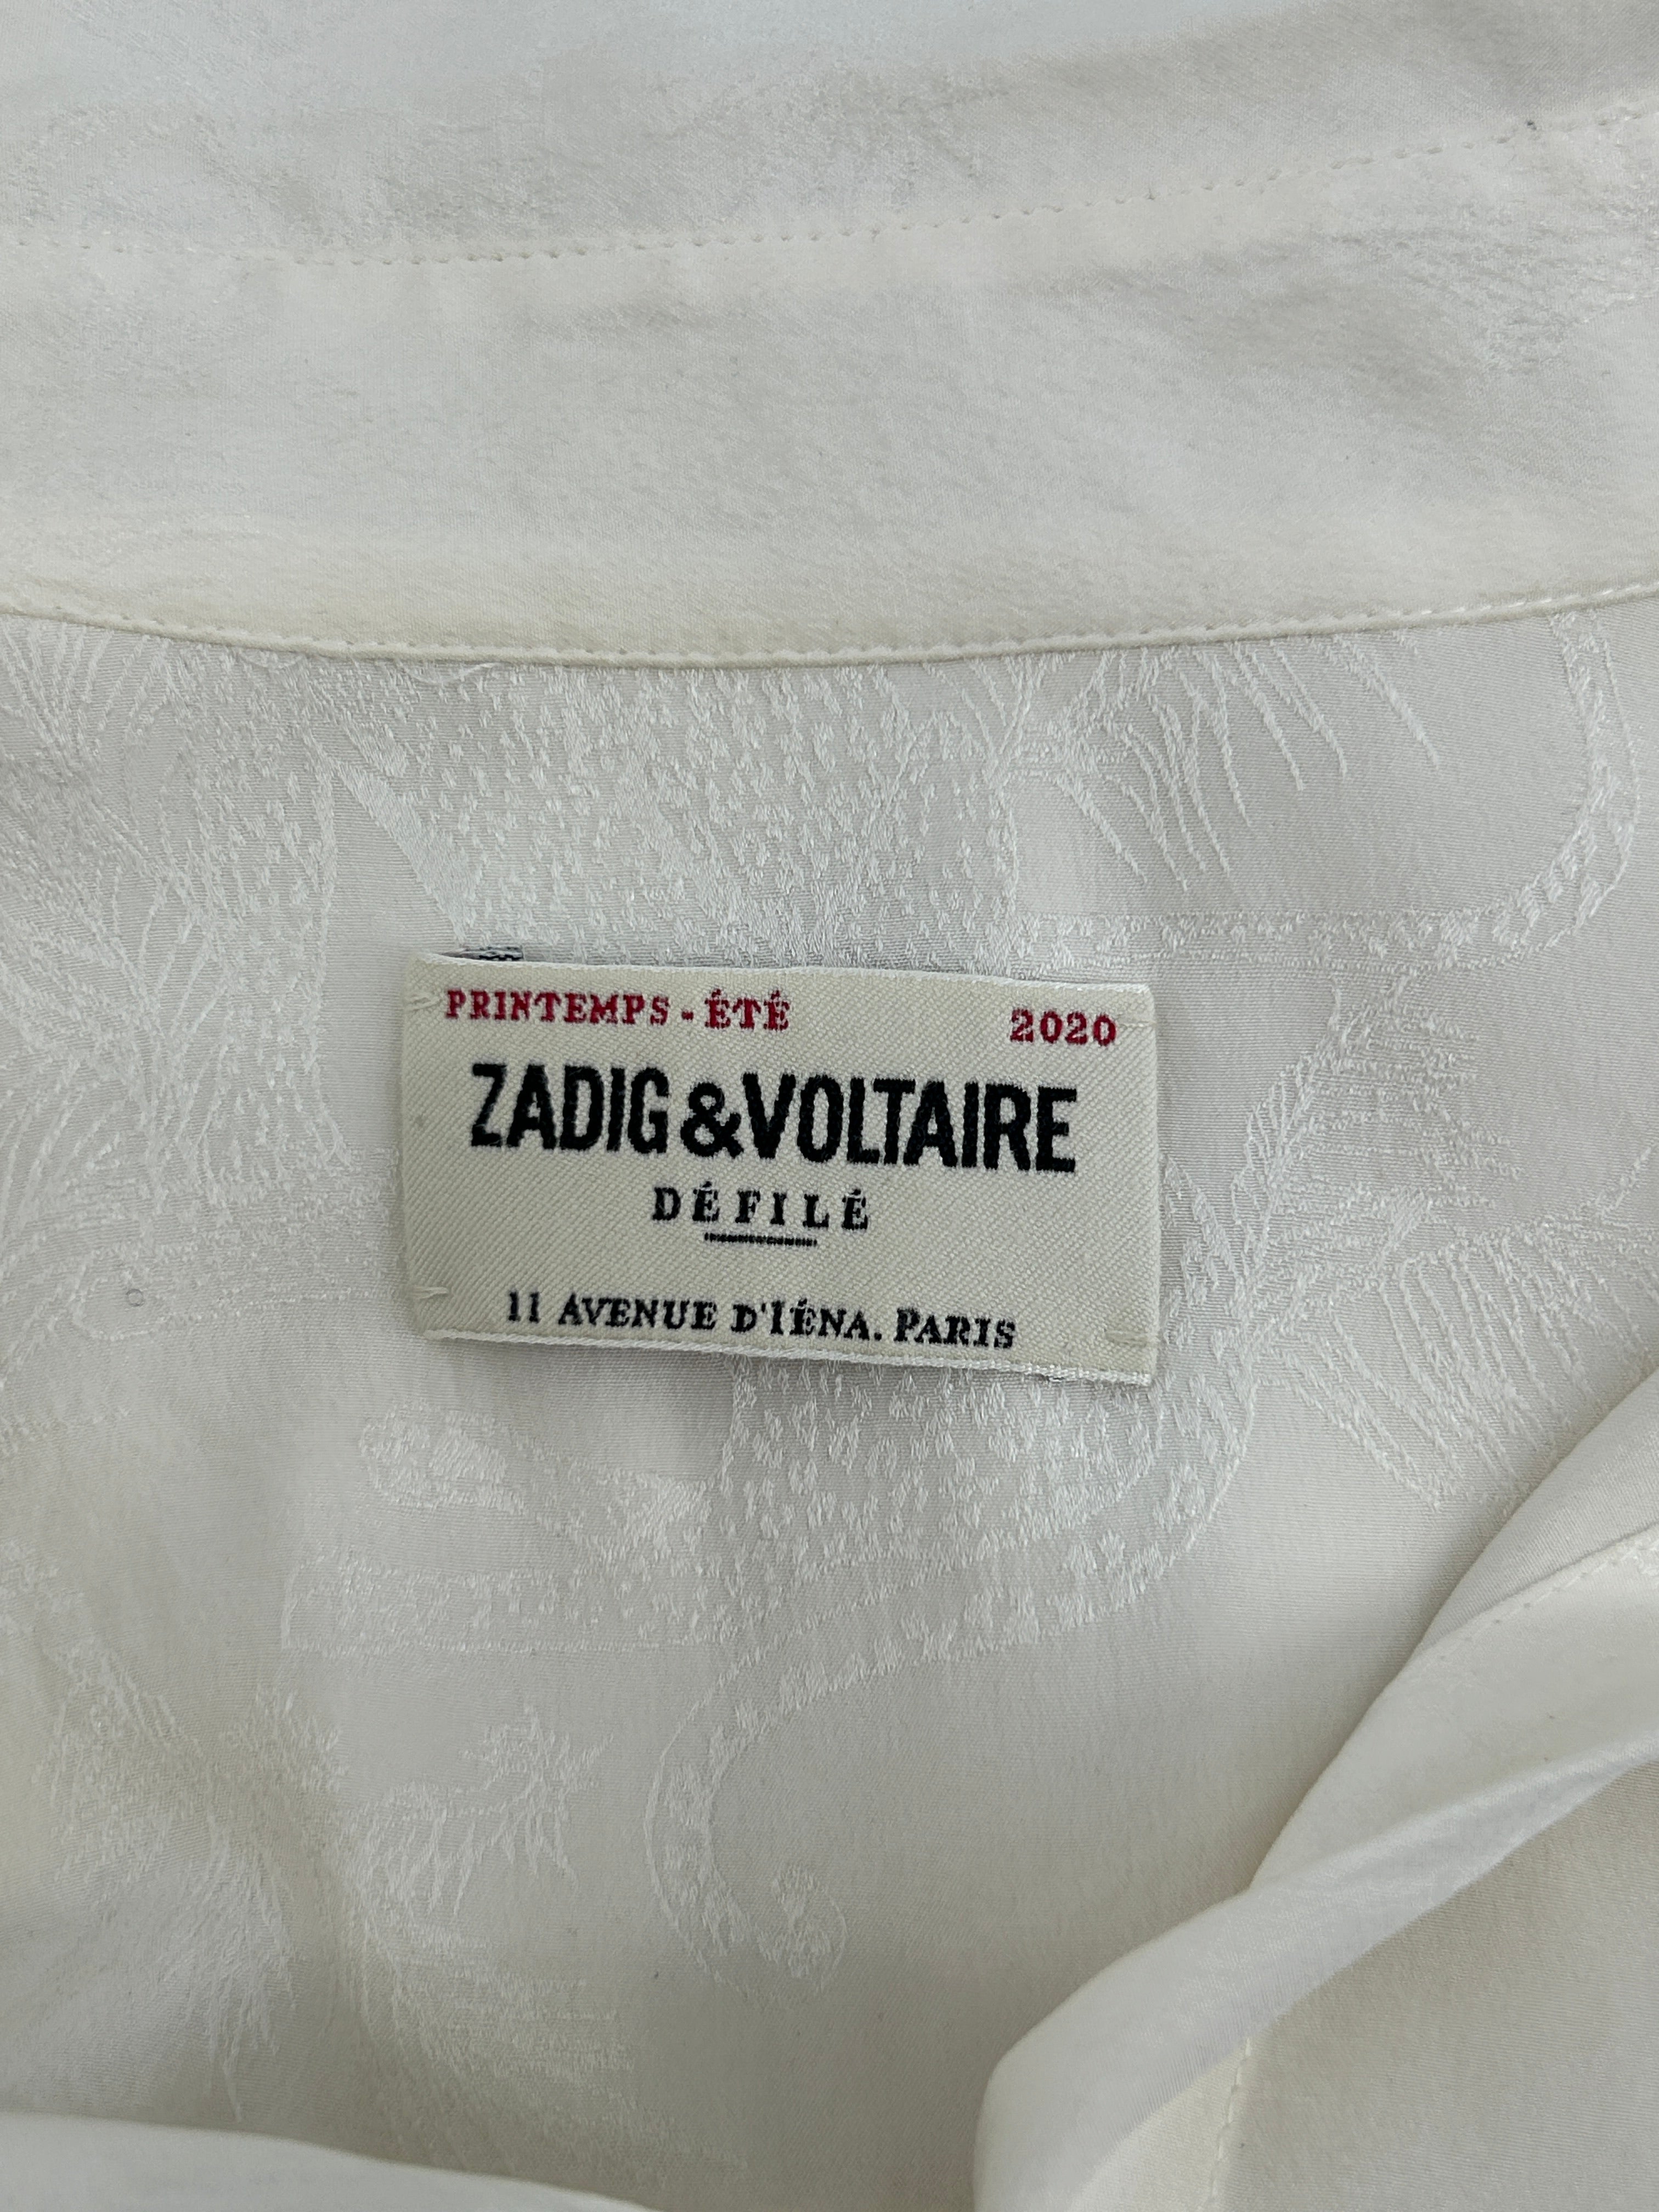 PRINTEMPS - ÉTÉ 2020
ZADIG & VOLTAIRE
DÉFILÉ
11 AVENUE D'IÉNA. PARIS